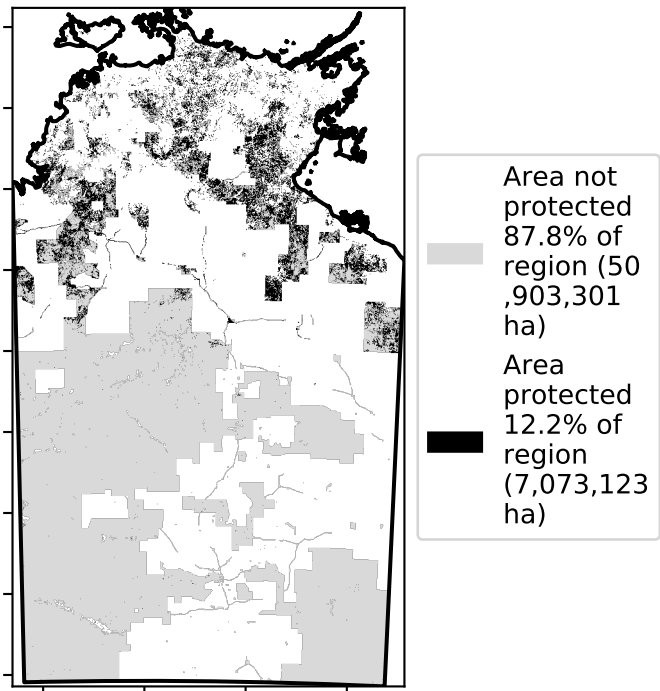 Area not
protected
87.8% of
region (50
,903,301
ha)
Area
protected
12.2% of
region
(7,073,123
ha)